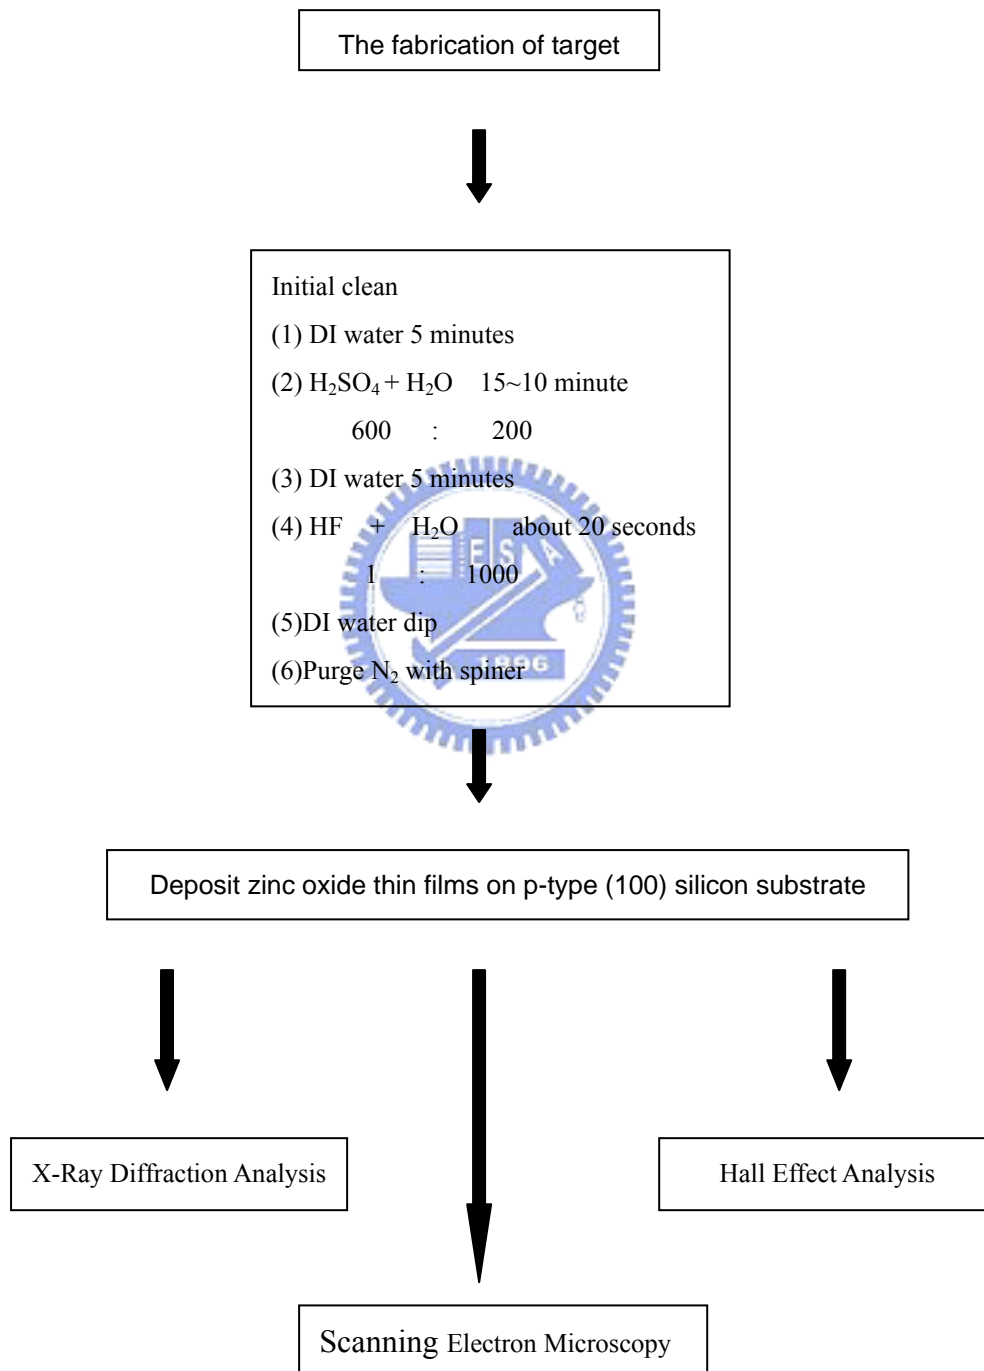 The fabrication of target
Initial clean
(1) DI water 5 minutes
(2) H₂SO₄ + H₂O 15~10 minute
600 : 200
(3) DI water 5 minutes
(4) HF + H₂O about 20 seconds
1 : 1000
(5)DI water dip
(6)Purge N₂ with spiner
ES A
1996
Deposit zinc oxide thin films on p-type (100) silicon substrate
X-Ray Diffraction Analysis
Hall Effect Analysis
Scanning Electron Microscopy